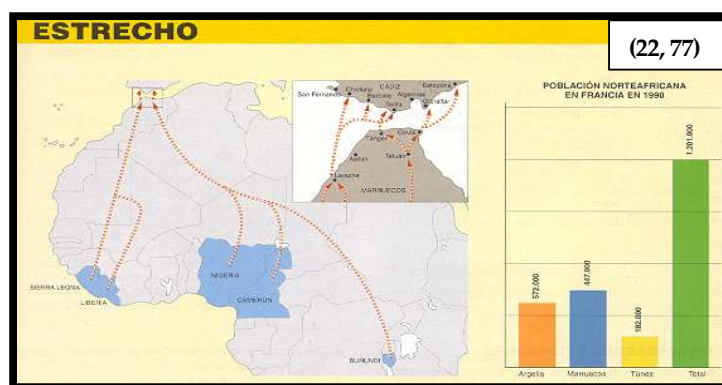 ESTRECHO
(22, 77)
San Fernando
Chiclana
CÁDIZ
Barbate
Tarifa
Algeciras
Gibraltar
Estepona
Tánger
Ceuta
Asilah
Tetuán
Larache
MARRUECOS
SIERRA LEONA
LIBERIA
NIGERIA
CAMERÚN
BURUNDI
POBLACIÓN NORTEAFRICANA
EN FRANCIA EN 1990
572.000
447.000
182.000
1.201.000
Argelia
Marruecos
Túnez
Total